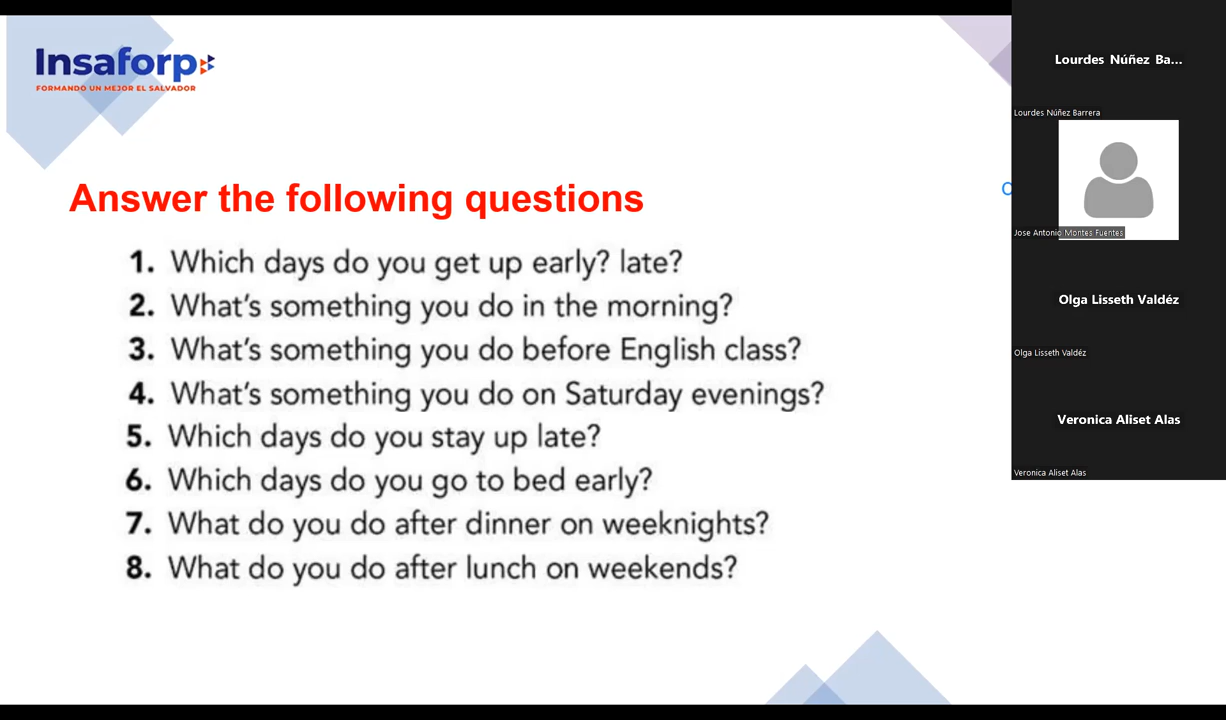 Insaforp
FORMANDO UN MEJOR EL SALVADOR
Answer the following questions
1. Which days do you get up early? late?
2. What's something you do in the morning?
3. What's something you do before English class?
4. What's something you do on Saturday evenings?
5. Which days do you stay up late?
6. Which days do you go to bed early?
7. What do you do after dinner on weeknights?
8. What do you do after lunch on weekends?
Lourdes Núñez Ba...
Lourdes Núñez Barrera
Jose Antonio Montes Fuentes
Olga Lisseth Valdéz
Olga Lisseth Valdéz
Veronica Aliset Alas
Veronica Aliset Alas